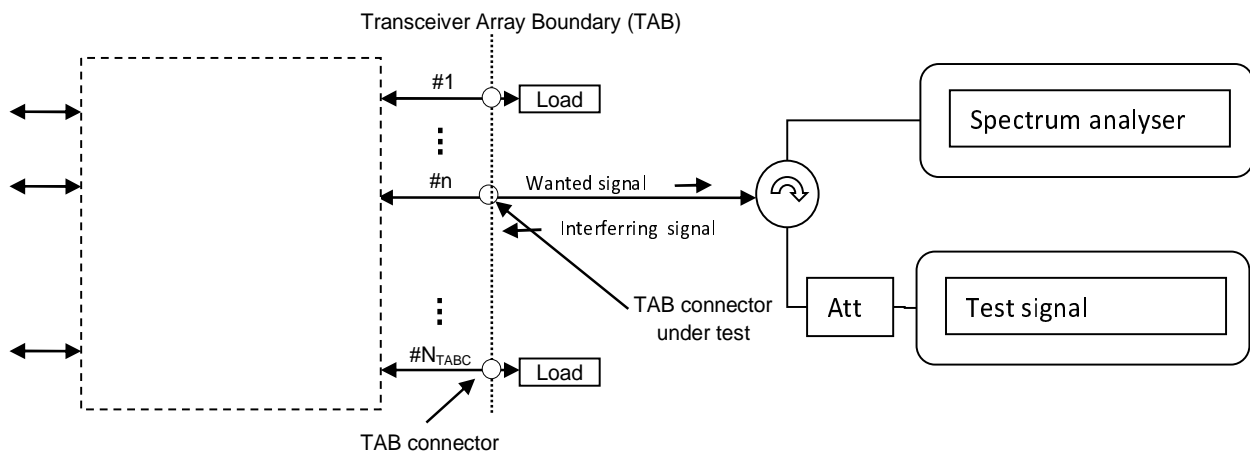 Transceiver Array Boundary (TAB)
#1
Load
Spectrum analyser
#n
Wanted signal
Interferring signal
TAB connector
under test
Att
Test signal
#NTABC
Load
TAB connector